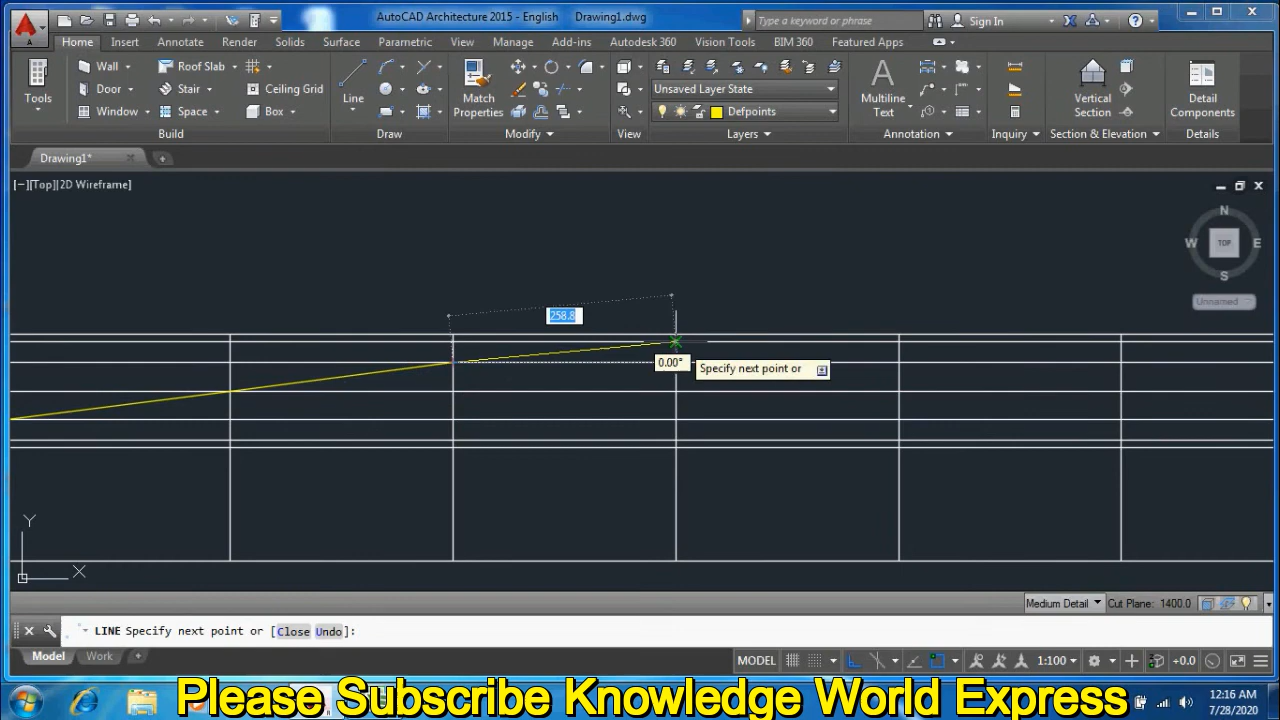 AutoCAD Architecture 2015 - English Drawing1.dwg
Type a keyword or phrase
Sign In
Home Insert Annotate Render Solids Surface Parametric View Manage Add-ins Autodesk 360 Vision Tools BIM 360 Featured Apps
Tools
Wall
Door
Window
Roof Slab
Stair
Space
Ceiling Grid
Box
Build
Line
Draw
Match Properties
Modify
View
Unsaved Layer State
Defpoints
Layers
Multiline Text
Annotation
Inquiry
Vertical Section
Section & Elevation
Detail Components
Details
Drawing1*
[−][Top][2D Wireframe]
N
W TOP E
S
Unnamed
258.8
0.00°
Specify next point or
Y
X
Medium Detail Cut Plane: 1400.0
LINE Specify next point or [Close Undo]:
Model Work
MODEL 1:100 +0.0
Please Subscribe Knowledge World Express
12:16 AM
7/28/2020